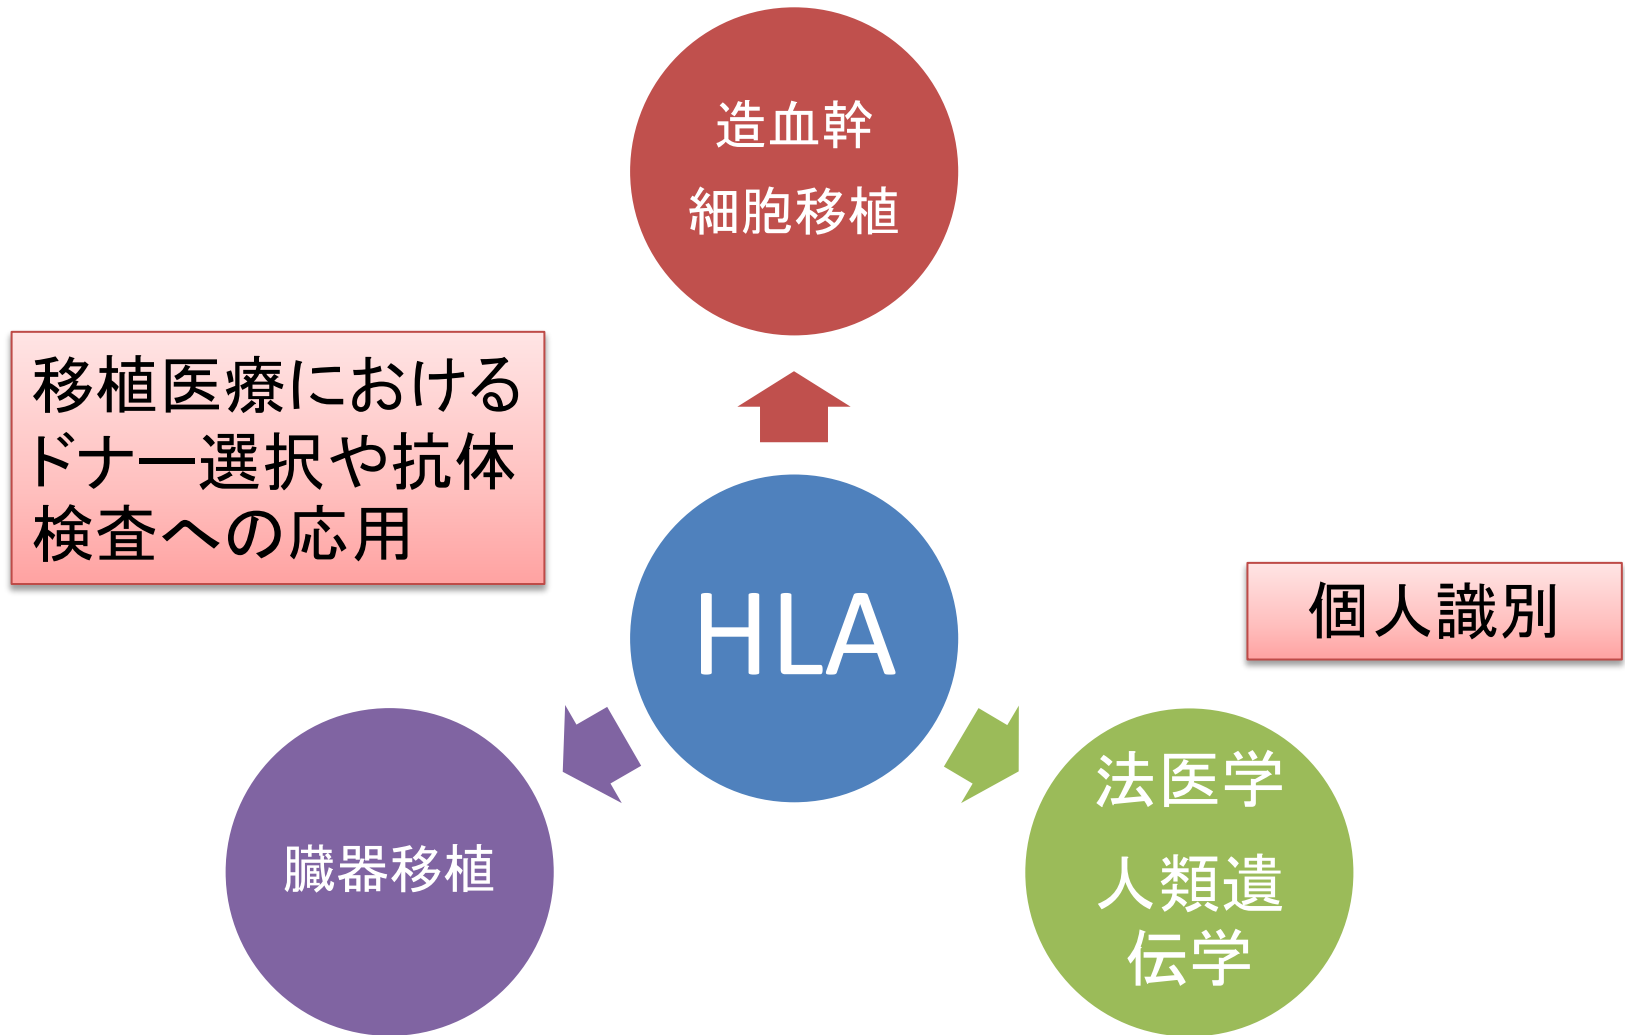 造血幹
細胞移植
移植医療における
ドナー選択や抗体
検査への応用
HLA
個人識別
臓器移植
法医学
人類遺
伝学